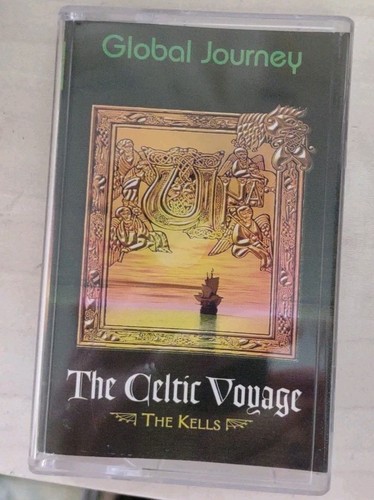 Global Journey
The Celtic Voyage
The Kells